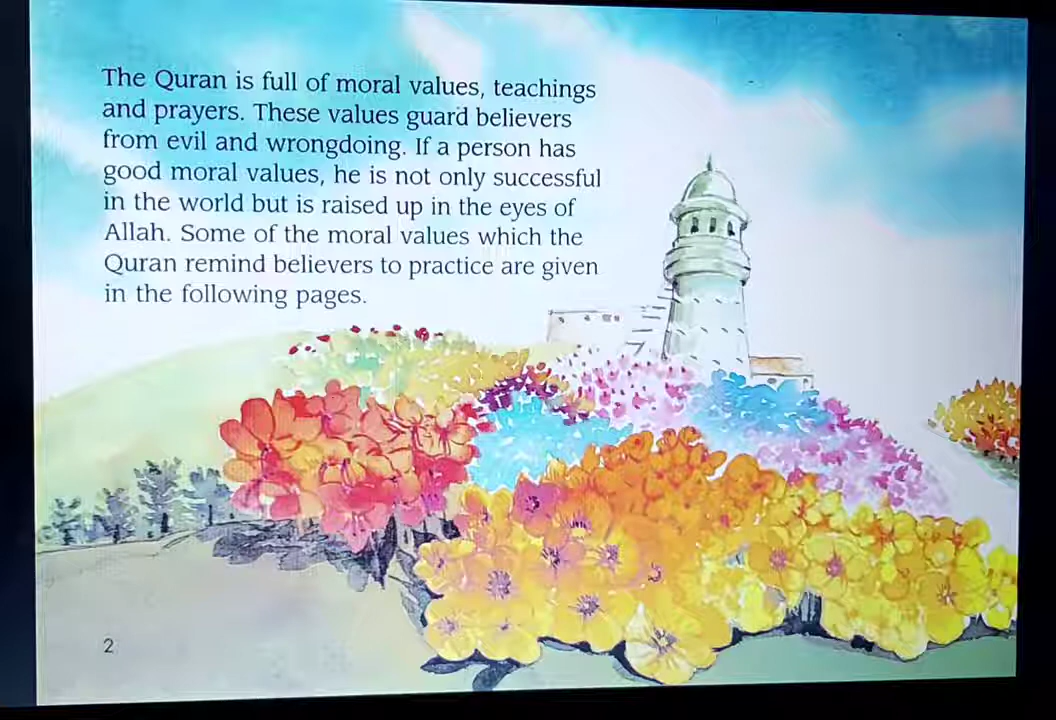 The Quran is full of moral values, teachings
and prayers. These values guard believers
from evil and wrongdoing. If a person has
good moral values, he is not only successful
in the world but is raised up in the eyes of
Allah. Some of the moral values which the
Quran remind believers to practice are given
in the following pages.
2